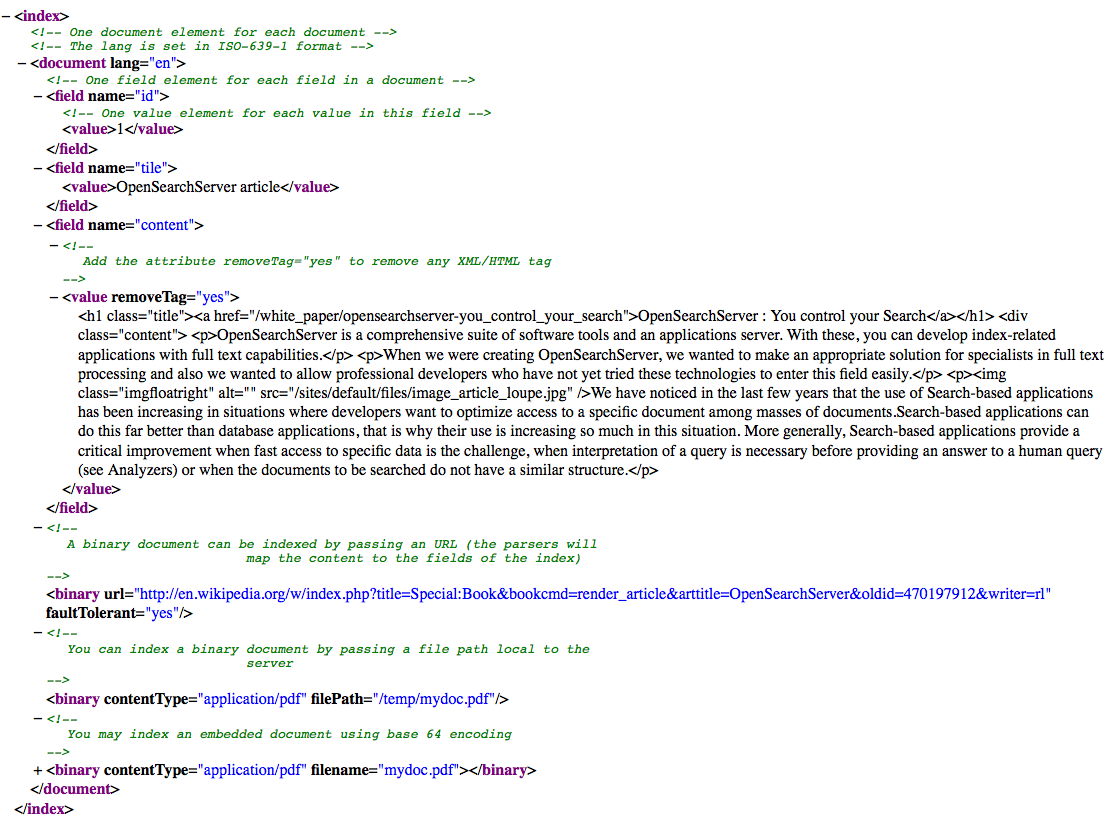 − <index>
<!-- One document element for each document -->
<!-- The lang is set in ISO-639-1 format -->
− <document lang="en">
<!-- One field element for each field in a document -->
− <field name="id">
<!-- One value element for each value in this field -->
<value>1</value>
</field>
− <field name="tile">
<value>OpenSearchServer article</value>
</field>
− <field name="content">
− <!--
Add the attribute removeTag="yes" to remove any XML/HTML tag
-->
− <value removeTag="yes">
<h1 class="title"><a href="/white_paper/opensearchserver-you_control_your_search">OpenSearchServer : You control your Search</a></h1> <div
class="content"> <p>OpenSearchServer is a comprehensive suite of software tools and an applications server. With these, you can develop index-related
applications with full text capabilities.</p> <p>When we were creating OpenSearchServer, we wanted to make an appropriate solution for specialists in full text
processing and also we wanted to allow professional developers who have not yet tried these technologies to enter this field easily.</p> <p><img
class="imgfloatright" alt="" src="/sites/default/files/image_article_loupe.jpg" />We have noticed in the last few years that the use of Search-based applications
has been increasing in situations where developers want to optimize access to a specific document among masses of documents.Search-based applications can
do this far better than database applications, that is why their use is increasing so much in this situation. More generally, Search-based applications provide a
critical improvement when fast access to specific data is the challenge, when interpretation of a query is necessary before providing an answer to a human query
(see Analyzers) or when the documents to be searched do not have a similar structure.</p>
</value>
</field>
− <!--
A binary document can be indexed by passing an URL (the parsers will
map the content to the fields of the index)
-->
<binary url="http://en.wikipedia.org/w/index.php?title=Special:Book&bookcmd=render_article&arttitle=OpenSearchServer&oldid=470197912&writer=rl"
faultTolerant="yes"/>
− <!--
You can index a binary document by passing a file path local to the
server
-->
<binary contentType="application/pdf" filePath="/temp/mydoc.pdf"/>
− <!--
You may index an embedded document using base 64 encoding
-->
+ <binary contentType="application/pdf" filename="mydoc.pdf"></binary>
</document>
</index>